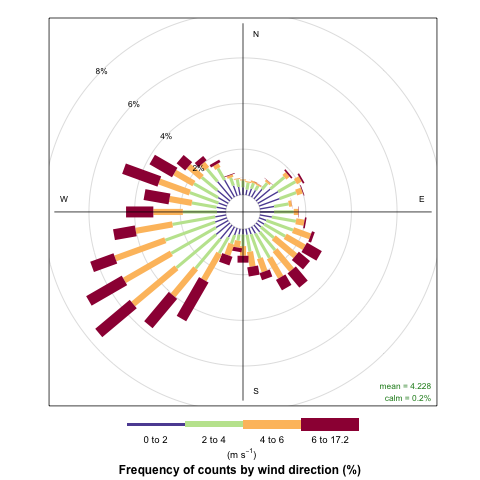 N
8%
6%
4%
2%
W
E
S
mean = 4.228
calm = 0.2%
0 to 2 2 to 4 4 to 6 6 to 17.2
(m s⁻¹)
Frequency of counts by wind direction (%)